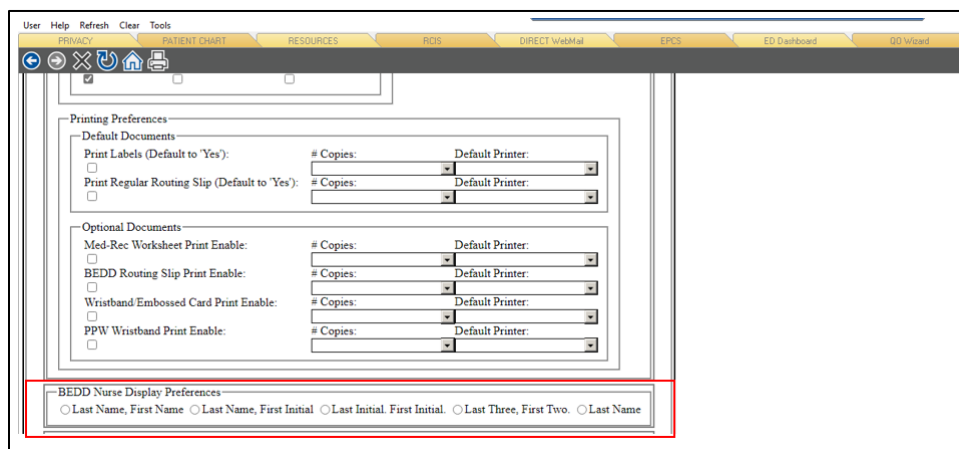 User Help Refresh Clear Tools
PRIVACY PATIENT CHART RESOURCES RCIS DIRECT WebMail EPCS ED Dashboard QO Wizard
Printing Preferences
Default Documents
Print Labels (Default to 'Yes'): # Copies: Default Printer:
Print Regular Routing Slip (Default to 'Yes'): # Copies: Default Printer:
Optional Documents
Med-Rec Worksheet Print Enable: # Copies: Default Printer:
BEDD Routing Slip Print Enable: # Copies: Default Printer:
Wristband/Embossed Card Print Enable: # Copies: Default Printer:
PPW Wristband Print Enable: # Copies: Default Printer:
BEDD Nurse Display Preferences
Last Name, First Name Last Name, First Initial Last Initial. First Initial. Last Three, First Two. Last Name